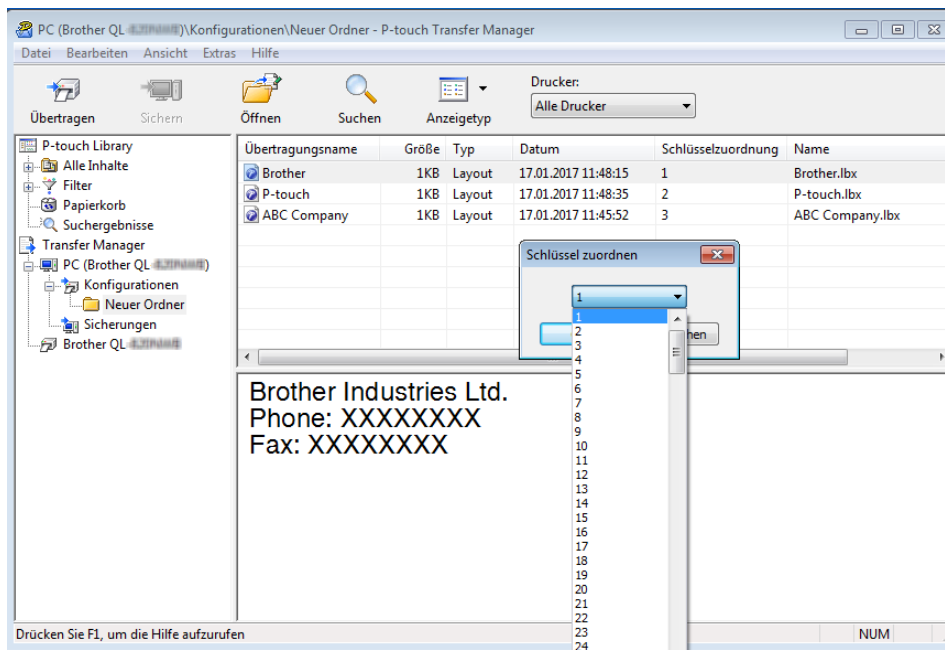 PC (Brother QL )\Konfigurationen\Neuer Ordner - P-touch Transfer Manager
Datei Bearbeiten Ansicht Extras Hilfe
Übertragen
Sichern
Öffnen
Suchen
Anzeigetyp
Drucker:
Alle Drucker
P-touch Library
Alle Inhalte
Filter
Papierkorb
Suchergebnisse
Transfer Manager
PC (Brother QL )
Konfigurationen
Neuer Ordner
Sicherungen
Brother QL
Übertragungsname Größe Typ Datum Schlüsselzuordnung Name
Brother 1KB Layout 17.01.2017 11:48:15 1 Brother.lbx
P-touch 1KB Layout 17.01.2017 11:48:35 2 P-touch.lbx
ABC Company 1KB Layout 17.01.2017 11:45:52 3 ABC Company.lbx
Schlüssel zuordnen
1
1
2
3
4
5
6
7
8
9
10
11
12
13
14
15
16
17
18
19
20
21
22
23
24
hen
Brother Industries Ltd.
Phone: XXXXXXXX
Fax: XXXXXXXX
Drücken Sie F1, um die Hilfe aufzurufen
NUM